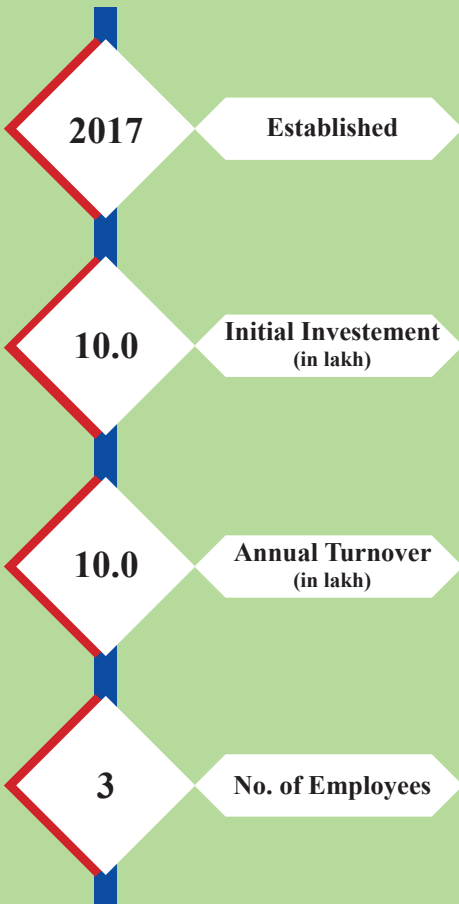 2017
Established
10.0
Initial Investement
(in lakh)
10.0
Annual Turnover
(in lakh)
3
No. of Employees